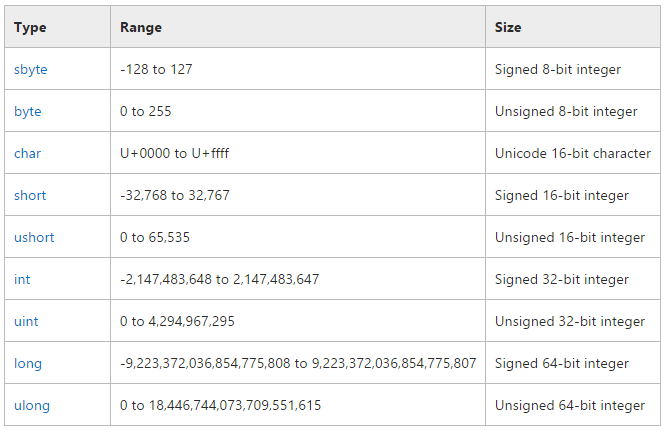 Type Range Size
sbyte -128 to 127 Signed 8-bit integer
byte 0 to 255 Unsigned 8-bit integer
char U+0000 to U+ffff Unicode 16-bit character
short -32,768 to 32,767 Signed 16-bit integer
ushort 0 to 65,535 Unsigned 16-bit integer
int -2,147,483,648 to 2,147,483,647 Signed 32-bit integer
uint 0 to 4,294,967,295 Unsigned 32-bit integer
long -9,223,372,036,854,775,808 to 9,223,372,036,854,775,807 Signed 64-bit integer
ulong 0 to 18,446,744,073,709,551,615 Unsigned 64-bit integer